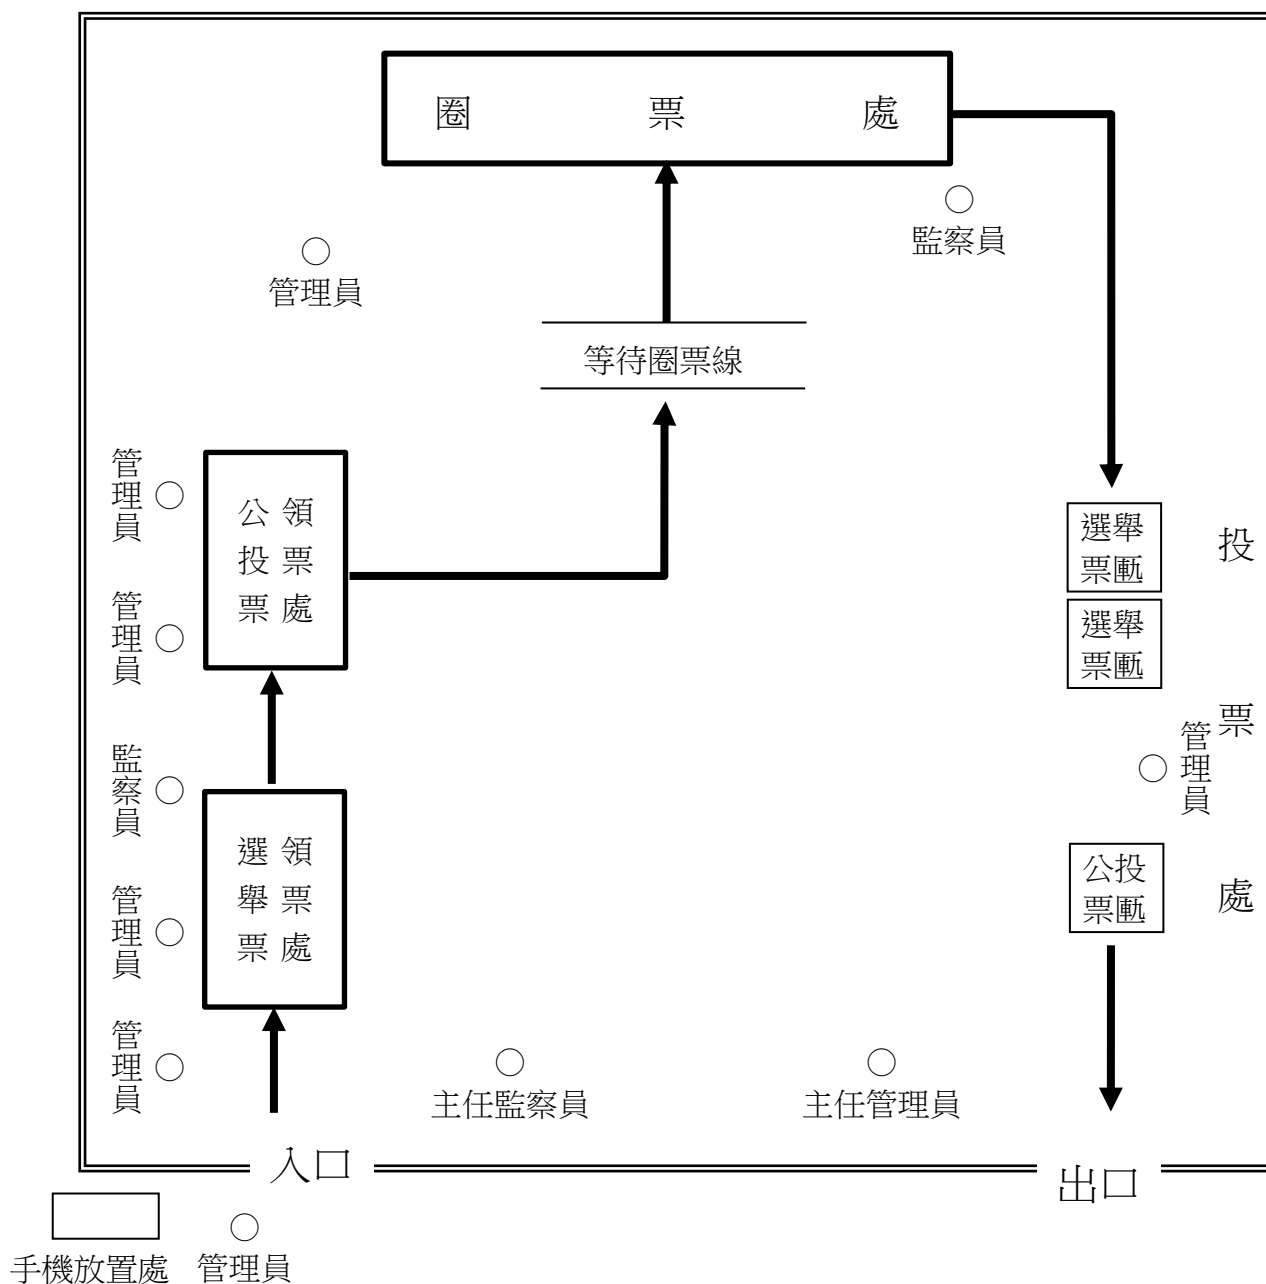 圈票處
監察員
管理員
等待圈票線
管理員
公投票
領票處
管理員
選舉
票匭
選舉
票匭
投票處
管理員
監察員
選舉票
領票處
管理員
公投
票匭
管理員
主任監察員
主任管理員
入口
出口
手機放置處
管理員